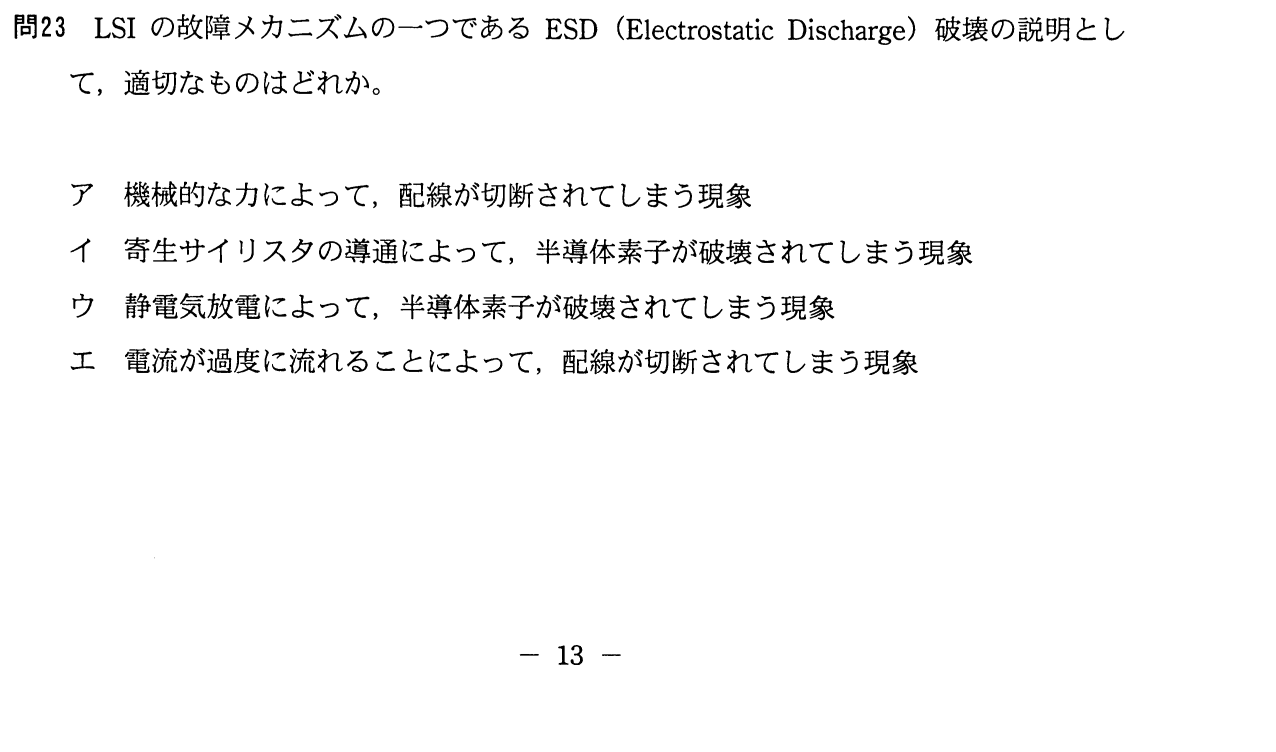 問23 LSI の故障メカニズムの一つである ESD（Electrostatic Discharge）破壊の説明とし
て，適切なものはどれか。
ア 機械的な力によって，配線が切断されてしまう現象
イ 寄生サイリスタの導通によって，半導体素子が破壊されてしまう現象
ウ 静電気放電によって，半導体素子が破壊されてしまう現象
エ 電流が過度に流れることによって，配線が切断されてしまう現象
－ 13 －